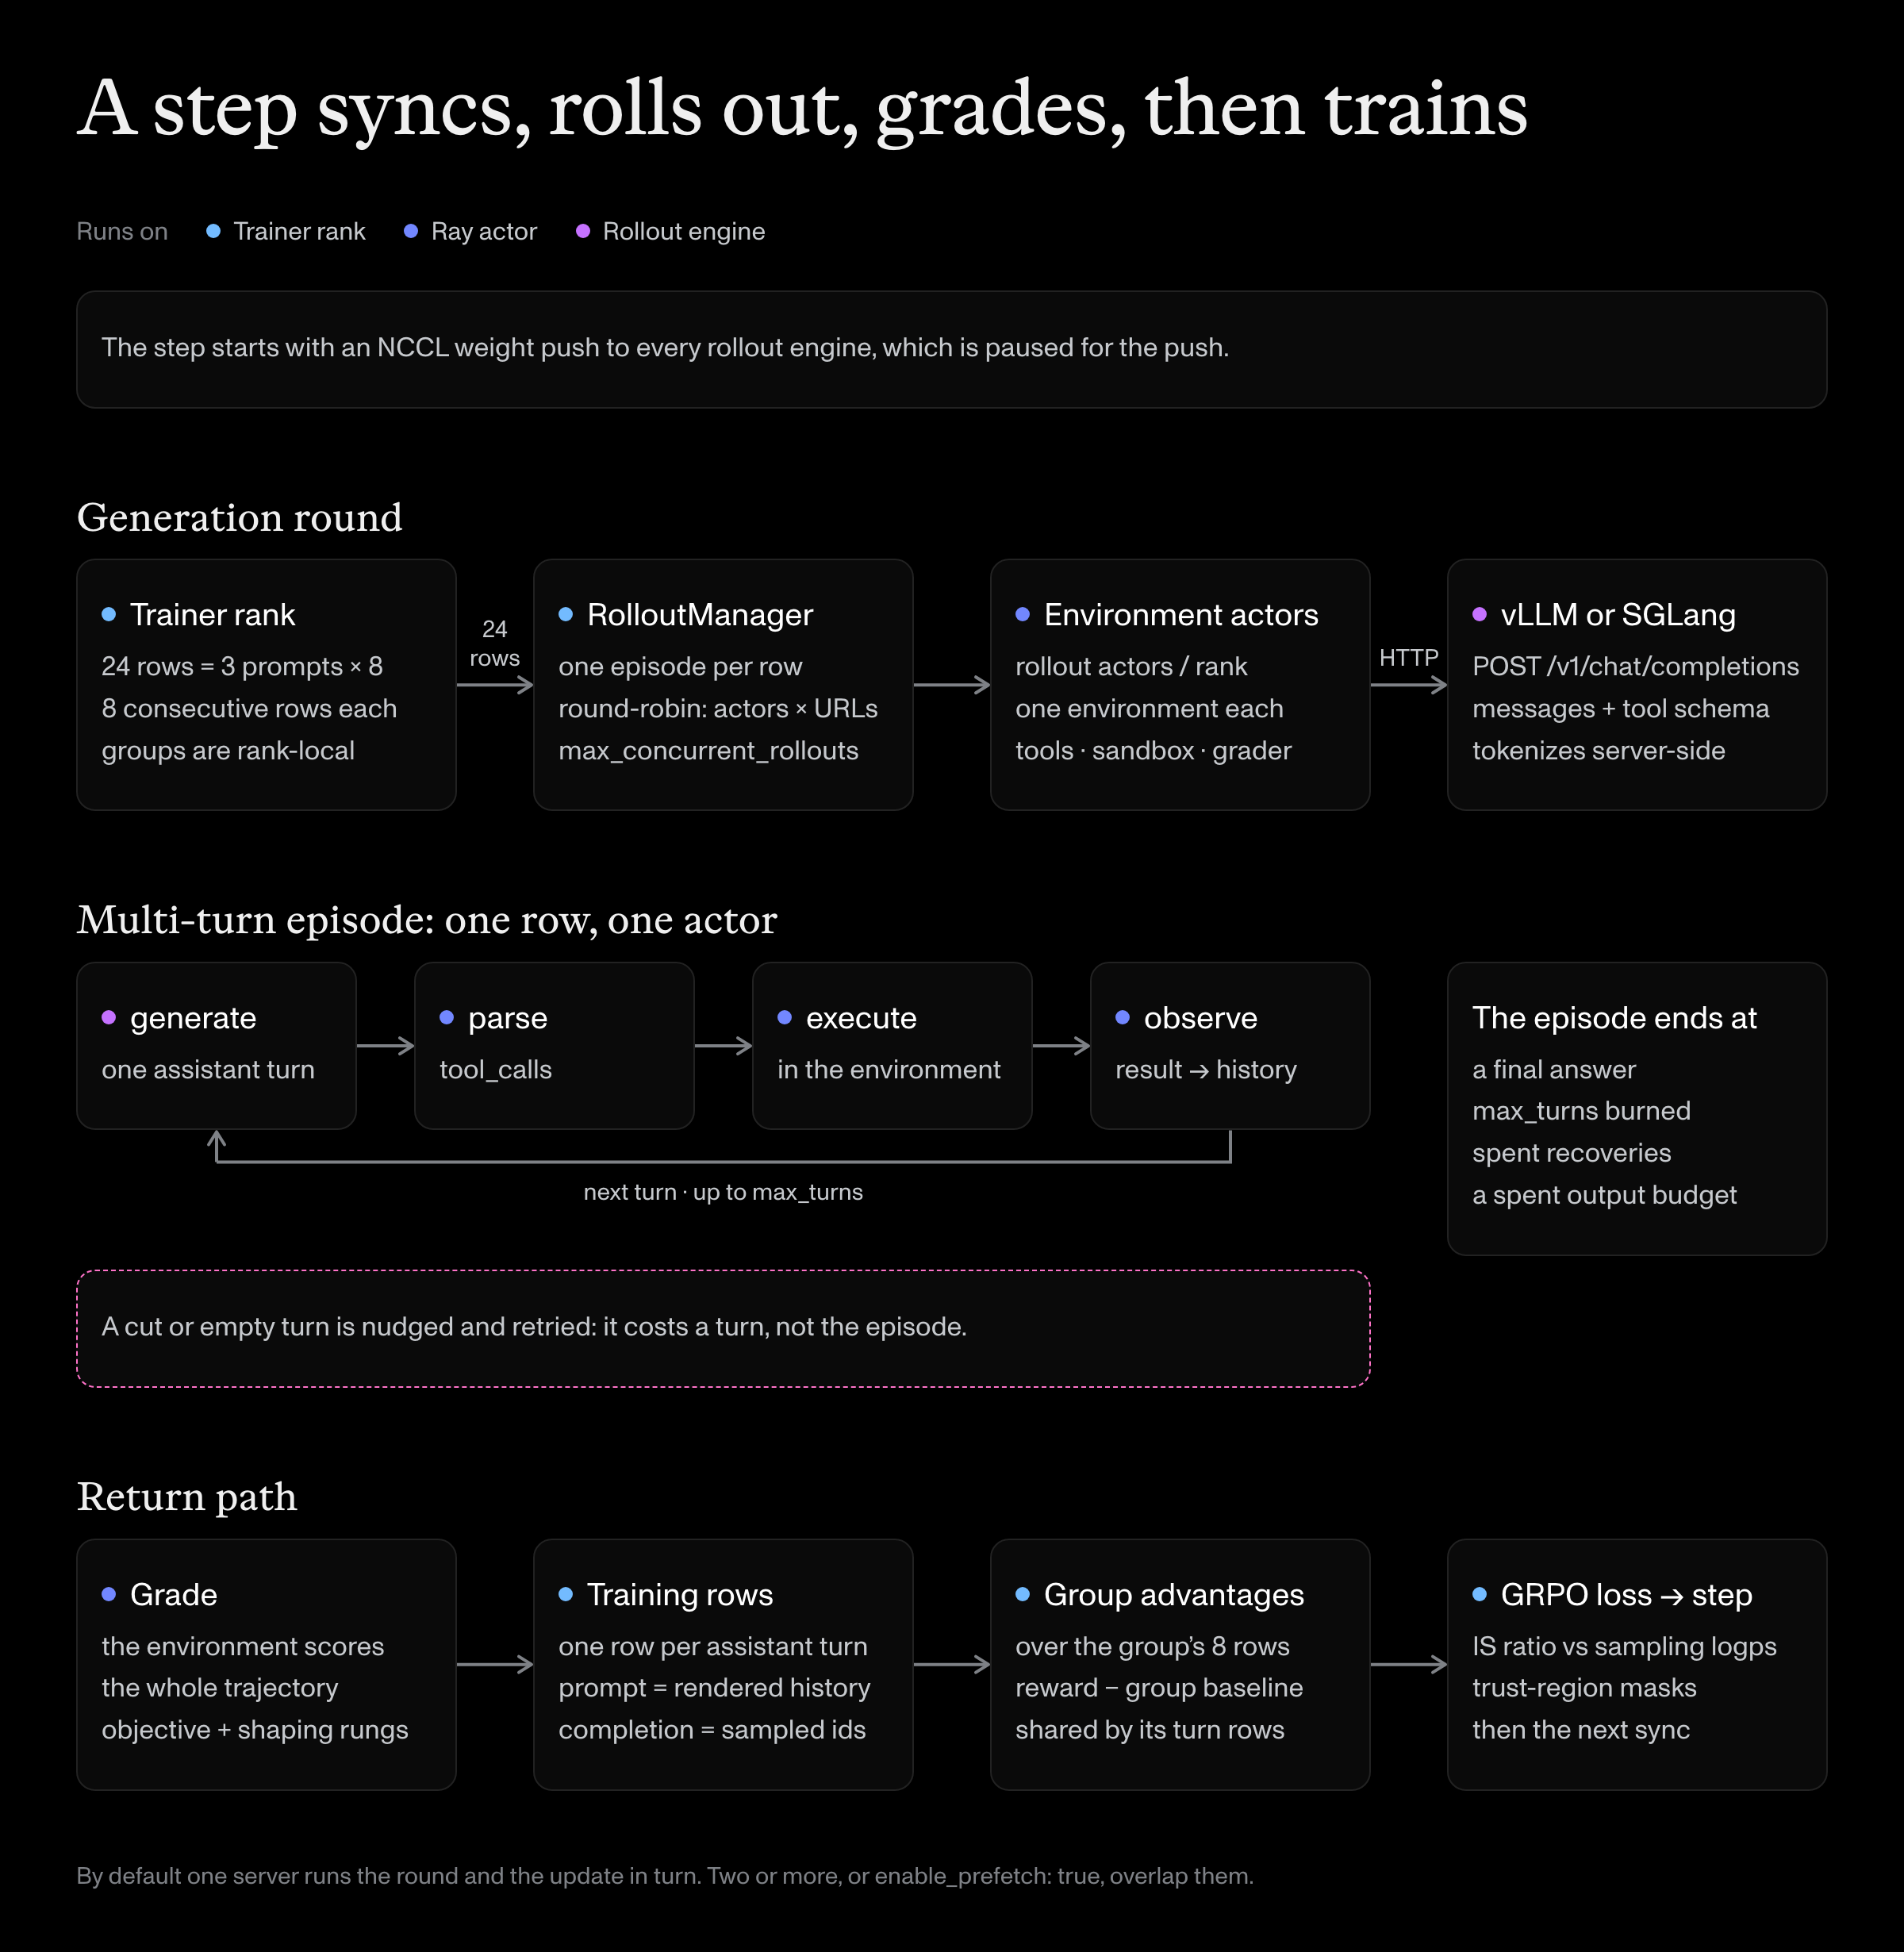 A step syncs, rolls out, grades, then trains
Runs on
Trainer rank
Ray actor
Rollout engine
The step starts with an NCCL weight push to every rollout engine, which is paused for the push.
Generation round
Trainer rank
24 rows = 3 prompts × 8
8 consecutive rows each
groups are rank-local
24
rows
RolloutManager
one episode per row
round-robin: actors × URLs
max_concurrent_rollouts
Environment actors
rollout actors / rank
one environment each
tools · sandbox · grader
HTTP
vLLM or SGLang
POST /v1/chat/completions
messages + tool schema
tokenizes server-side
Multi-turn episode: one row, one actor
generate
one assistant turn
parse
tool_calls
execute
in the environment
observe
result → history
next turn · up to max_turns
The episode ends at
a final answer
max_turns burned
spent recoveries
a spent output budget
A cut or empty turn is nudged and retried: it costs a turn, not the episode.
Return path
Grade
the environment scores
the whole trajectory
objective + shaping rungs
Training rows
one row per assistant turn
prompt = rendered history
completion = sampled ids
Group advantages
over the group’s 8 rows
reward − group baseline
shared by its turn rows
GRPO loss → step
IS ratio vs sampling logps
trust-region masks
then the next sync
By default one server runs the round and the update in turn. Two or more, or enable_prefetch: true, overlap them.